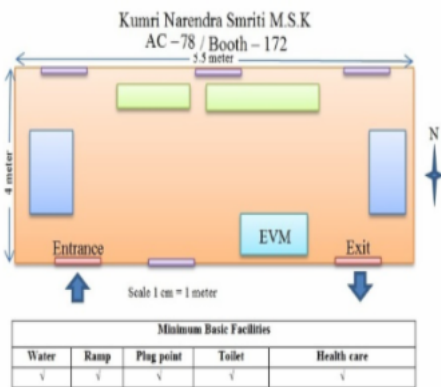 Kumri Narendra Smriti M.S.K
AC – 78 / Booth – 172
5.5 meter
4 meter
N
EVM
Entrance
Exit
Scale 1 cm = 1 meter
Minimum Basic Facilities
Water Ramp Plug point Toilet Health care
√ √ √ √ √